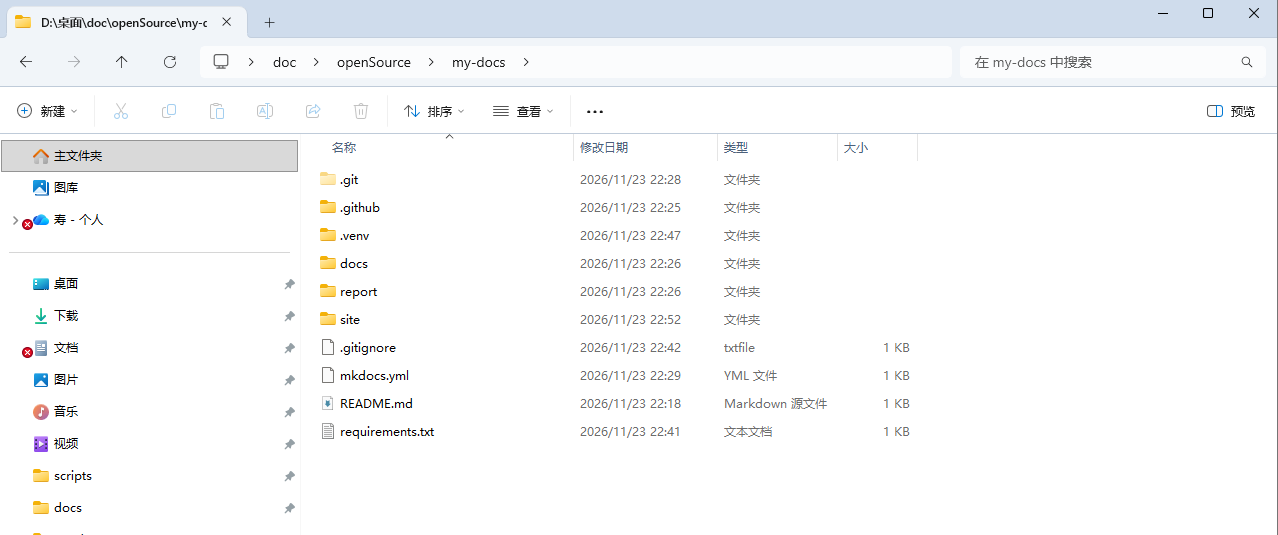 D:\桌面\doc\openSource\my-d
doc openSource my-docs
在 my-docs 中搜索
新建 排序 查看 预览
主文件夹
图库
寿 - 个人
桌面
下载
文档
图片
音乐
视频
scripts
docs
名称 修改日期 类型 大小
.git 2026/11/23 22:28 文件夹
.github 2026/11/23 22:25 文件夹
.venv 2026/11/23 22:47 文件夹
docs 2026/11/23 22:26 文件夹
report 2026/11/23 22:26 文件夹
site 2026/11/23 22:52 文件夹
.gitignore 2026/11/23 22:42 txtfile 1 KB
mkdocs.yml 2026/11/23 22:29 YML 文件 1 KB
README.md 2026/11/23 22:18 Markdown 源文件 1 KB
requirements.txt 2026/11/23 22:41 文本文档 1 KB